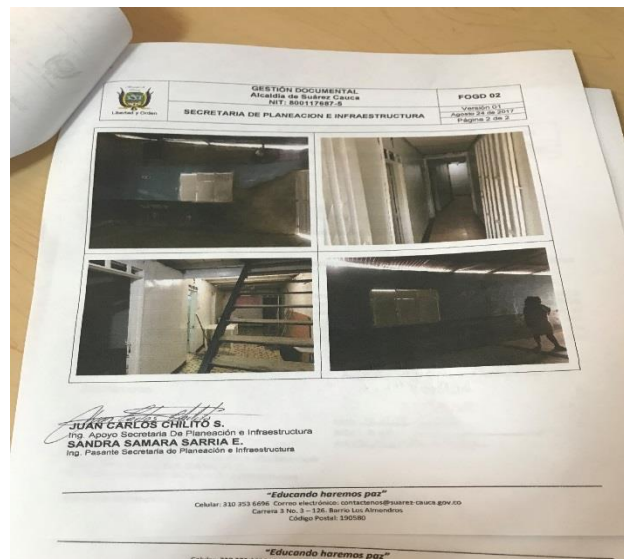 GESTIÓN DOCUMENTAL
Alcaldía de Suárez Cauca
NIT: 800117687-5
SECRETARIA DE PLANEACION E INFRAESTRUCTURA
FOGD 02
Versión 01
Agosto 24 de 2017
Página 2 de 2
Libertad y Orden
JUAN CARLOS CHILITO S.
Ing. Apoyo Secretaria De Planeación e Infraestructura
SANDRA SAMARA SARRIA E.
Ing. Pasante Secretaria de Planeación e Infraestructura
"Educando haremos paz"
Celular: 310 353 6696 Correo electrónico: contactenos@suarez-cauca.gov.co
Carrera 3 No. 3 – 126. Barrio Los Almendros
Código Postal: 190580
"Educando haremos paz"